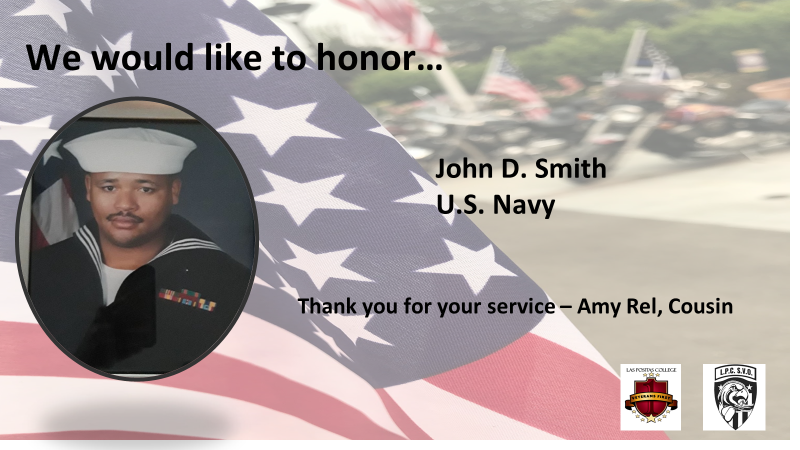 We would like to honor…
John D. Smith
U.S. Navy
Thank you for your service – Amy Rel, Cousin
LAS POSITAS COLLEGE
VETERANS FIRST
L.P.C. S.V.O.